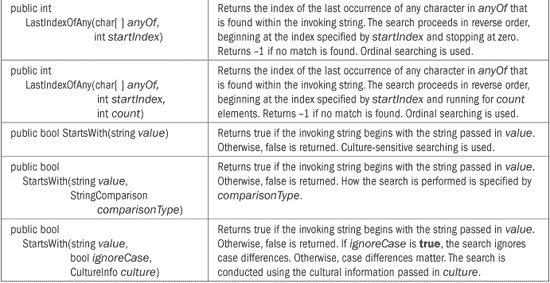 public int
LastIndexOfAny(char[ ] anyOf,
int startIndex)
Returns the index of the last occurrence of any character in anyOf that
is found within the invoking string. The search proceeds in reverse order,
beginning at the index specified by startIndex and stopping at zero.
Returns –1 if no match is found. Ordinal searching is used.
public int
LastIndexOfAny(char[ ] anyOf,
int startIndex,
int count)
Returns the index of the last occurrence of any character in anyOf that
is found within the invoking string. The search proceeds in reverse order,
beginning at the index specified by startIndex and running for count
elements. Returns –1 if no match is found. Ordinal searching is used.
public bool StartsWith(string value)
Returns true if the invoking string begins with the string passed in value.
Otherwise, false is returned. Culture-sensitive searching is used.
public bool
StartsWith(string value,
StringComparison
comparisonType)
Returns true if the invoking string begins with the string passed in value.
Otherwise, false is returned. How the search is performed is specified by
comparisonType.
public bool
StartsWith(string value,
bool ignoreCase,
CultureInfo culture)
Returns true if the invoking string begins with the string passed in value.
Otherwise, false is returned. If ignoreCase is true, the search ignores
case differences. Otherwise, case differences matter. The search is
conducted using the cultural information passed in culture.